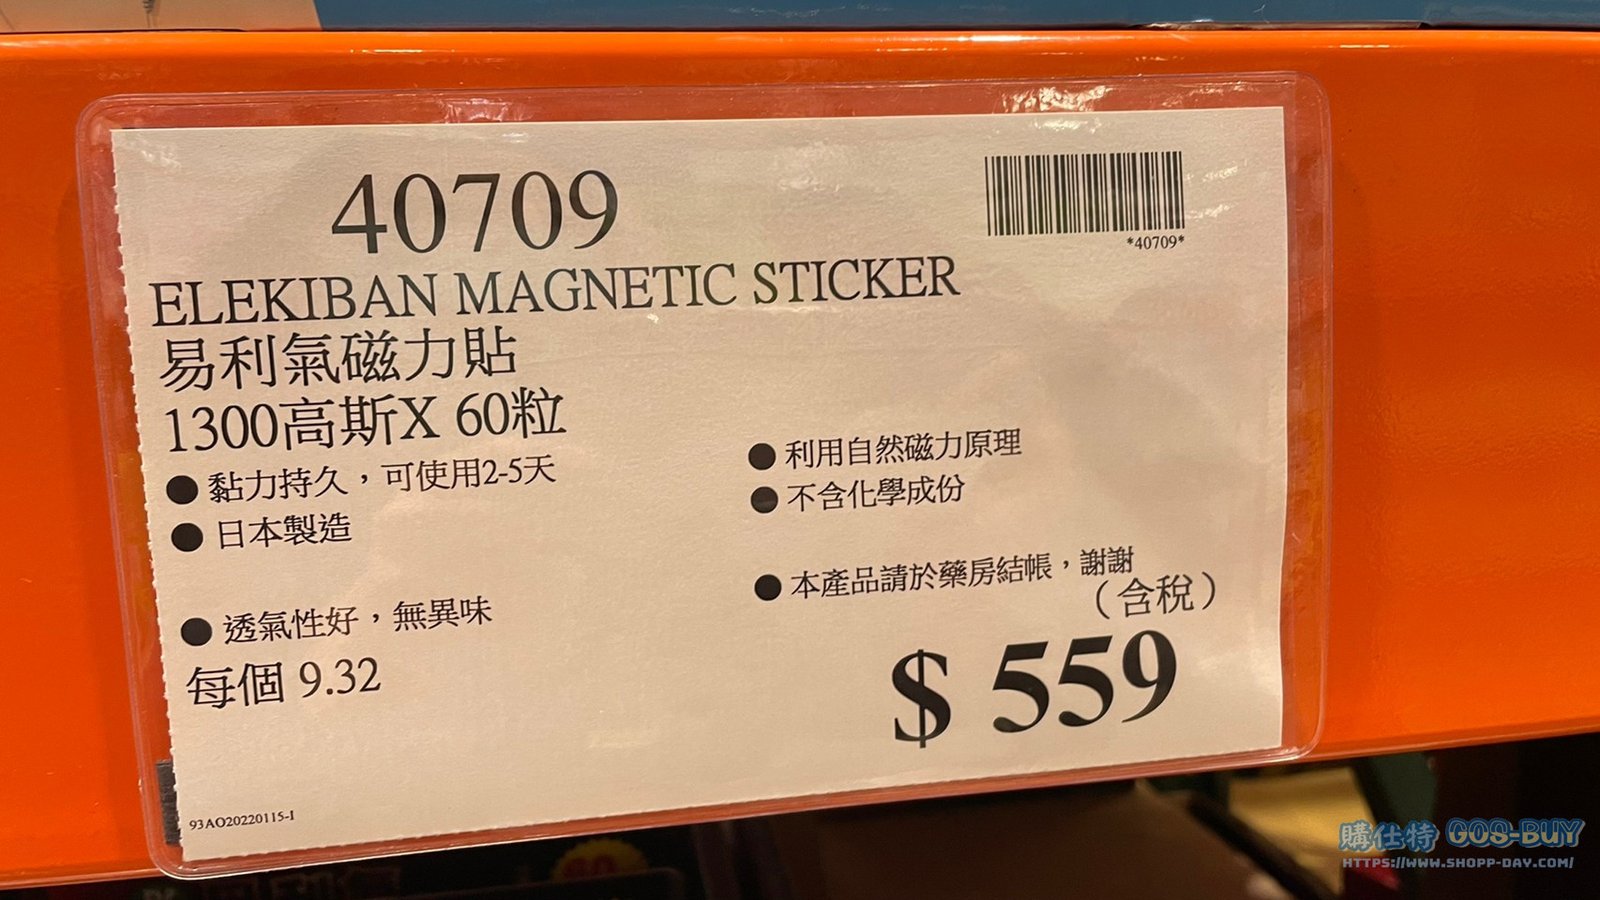 40709
*40709*
ELEKIBAN MAGNETIC STICKER
易利氣磁力貼
1300高斯X 60粒
● 黏力持久，可使用2-5天
● 日本製造
● 利用自然磁力原理
● 不含化學成份
● 透氣性好，無異味
● 本產品請於藥房結帳，謝謝
（含稅）
每個 9.32
$ 559
93AO20220115-1
購仕特 GOS-BUY
HTTPS://WWW.SHOPP-DAY.COM/